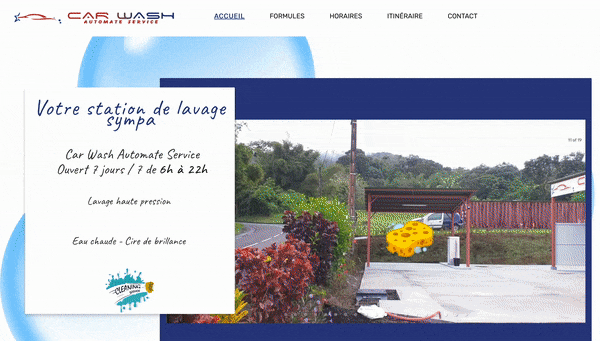 CAR WASH
AUTOMATE SERVICE
ACCUEIL
FORMULES
HORAIRES
ITINÉRAIRE
CONTACT
Votre station de lavage
sympa
Car Wash Automate Service
Ouvert 7 jours / 7 de 6h à 22h
Lavage haute pression
Eau chaude - Cire de brillance
CLEANING